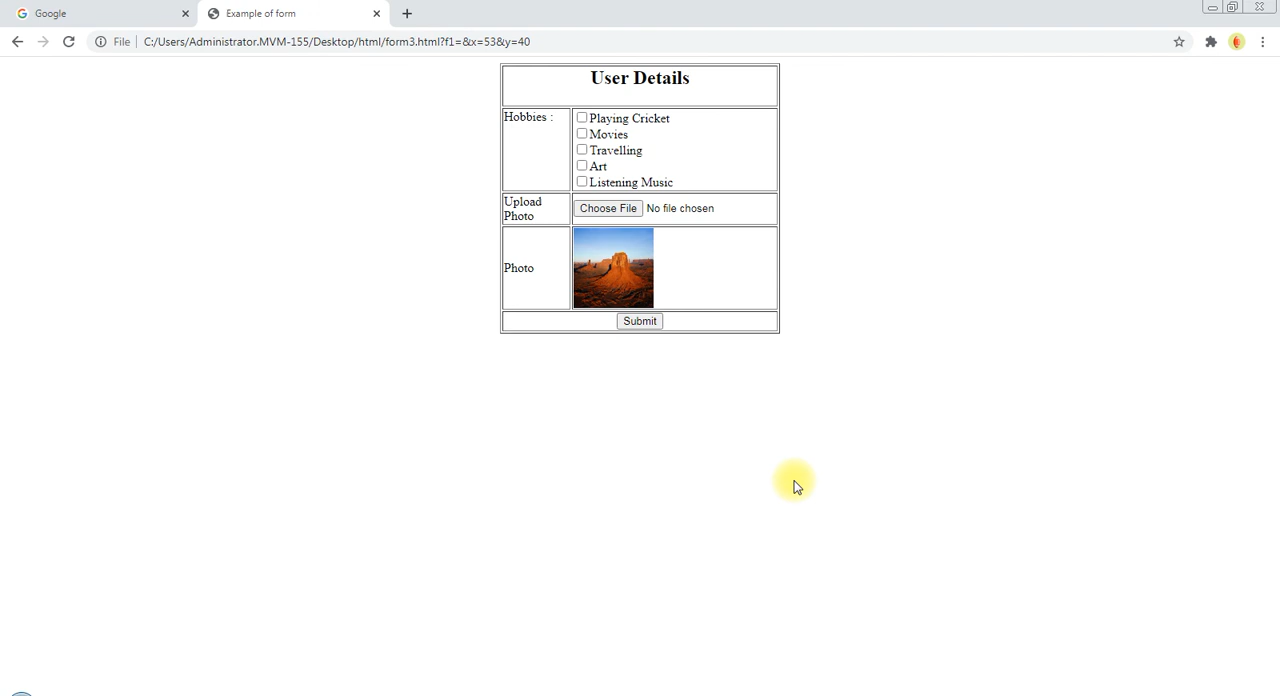 Google
Example of form
File
C:/Users/Administrator.MVM-155/Desktop/html/form3.html?f1=&x=53&y=40
User Details
Hobbies :
Playing Cricket
Movies
Travelling
Art
Listening Music
Upload
Photo
Choose File No file chosen
Photo
Submit